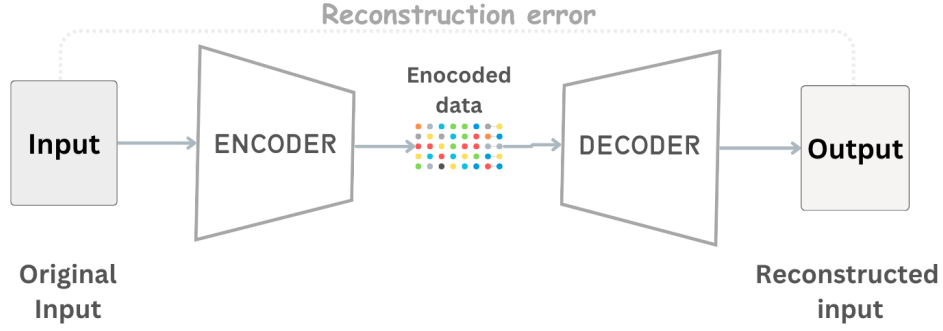 Reconstruction error
Enocoded
data
Input
ENCODER
DECODER
Output
Original
Input
Reconstructed
input